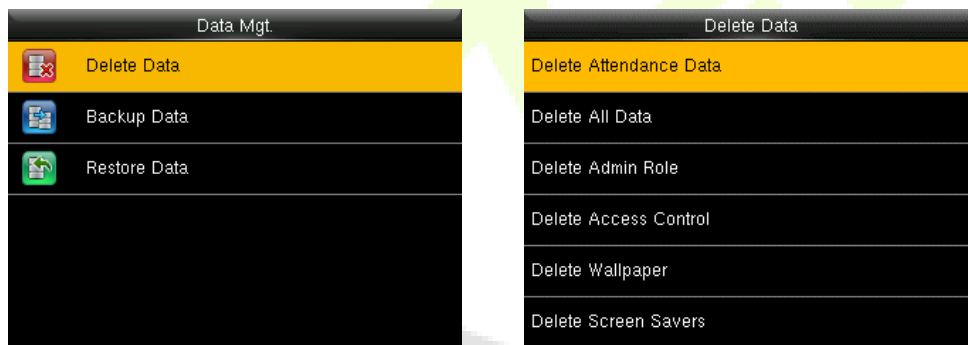 Data Mgt.
Delete Data
Backup Data
Restore Data
Delete Data
Delete Attendance Data
Delete All Data
Delete Admin Role
Delete Access Control
Delete Wallpaper
Delete Screen Savers